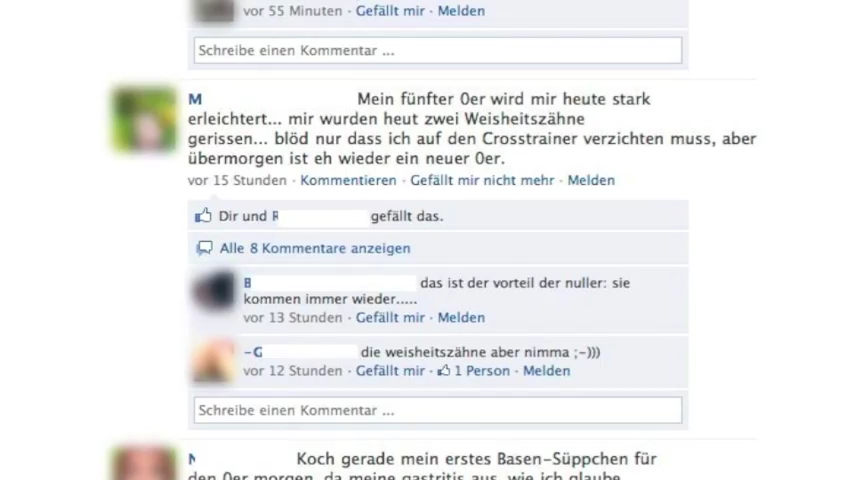 vor 55 Minuten · Gefällt mir · Melden
Schreibe einen Kommentar ...
M Mein fünfter 0er wird mir heute stark
erleichtert... mir wurden heut zwei Weisheitszähne
gerissen... blöd nur dass ich auf den Crosstrainer verzichten muss, aber
übermorgen ist eh wieder ein neuer 0er.
vor 15 Stunden · Kommentieren · Gefällt mir nicht mehr · Melden
Dir und R gefällt das.
Alle 8 Kommentare anzeigen
B das ist der vorteil der nuller: sie
kommen immer wieder.....
vor 13 Stunden · Gefällt mir · Melden
-G die weisheitszähne aber nimma ;-)))
vor 12 Stunden · Gefällt mir · 1 Person · Melden
Schreibe einen Kommentar ...
N Koch gerade mein erstes Basen-Süppchen für
den 0er morgen, da meine gastritis aus, wie ich glaube